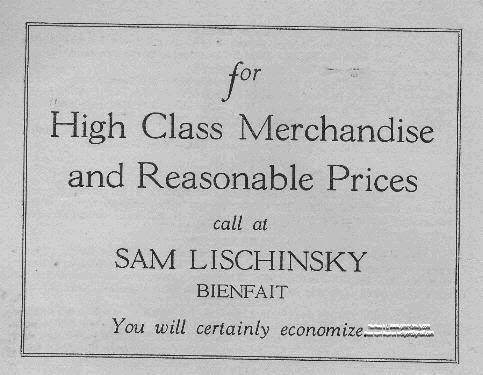 for
High Class Merchandise
and Reasonable Prices
call at
SAM LISCHINSKY
BIENFAIT
You will certainly economize.